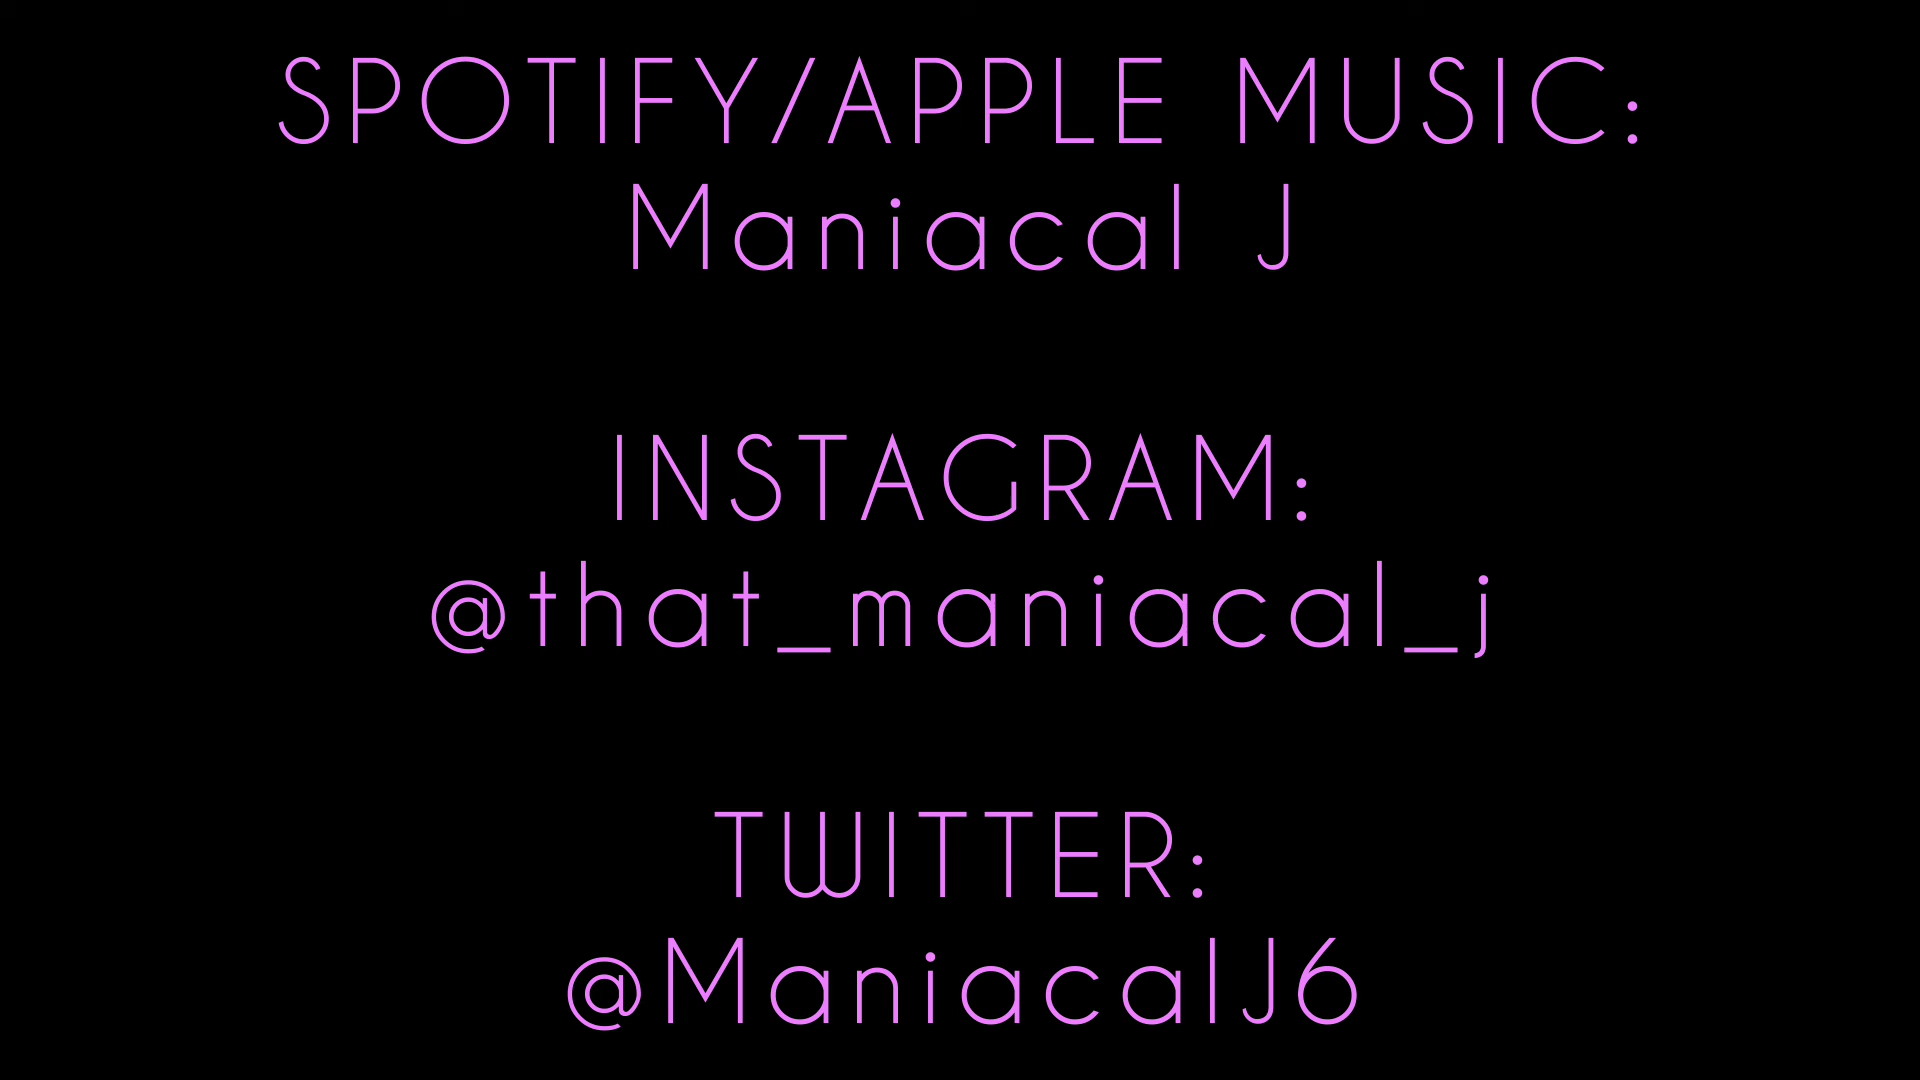 SPOTIFY/APPLE MUSIC:
Maniacal J
INSTAGRAM:
@that_maniacal_j
TWITTER:
@ManiacalJ6